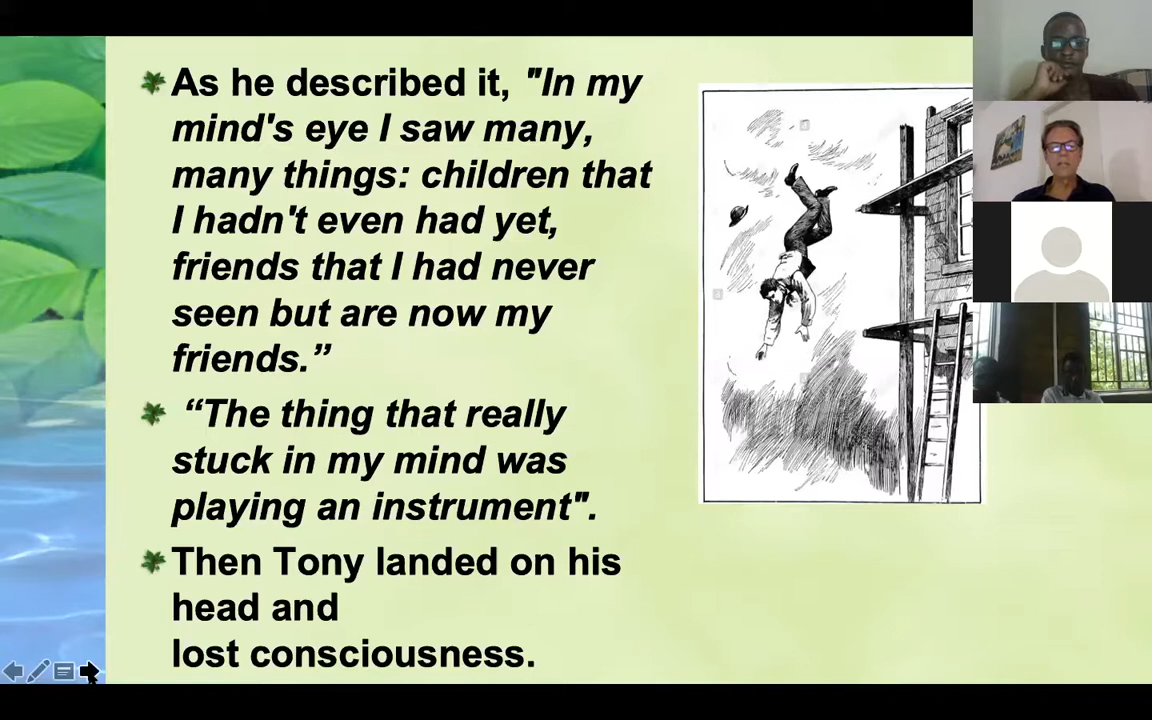 As he described it, "In my
mind's eye I saw many,
many things: children that
I hadn't even had yet,
friends that I had never
seen but are now my
friends.”
“The thing that really
stuck in my mind was
playing an instrument".
Then Tony landed on his
head and
lost consciousness.